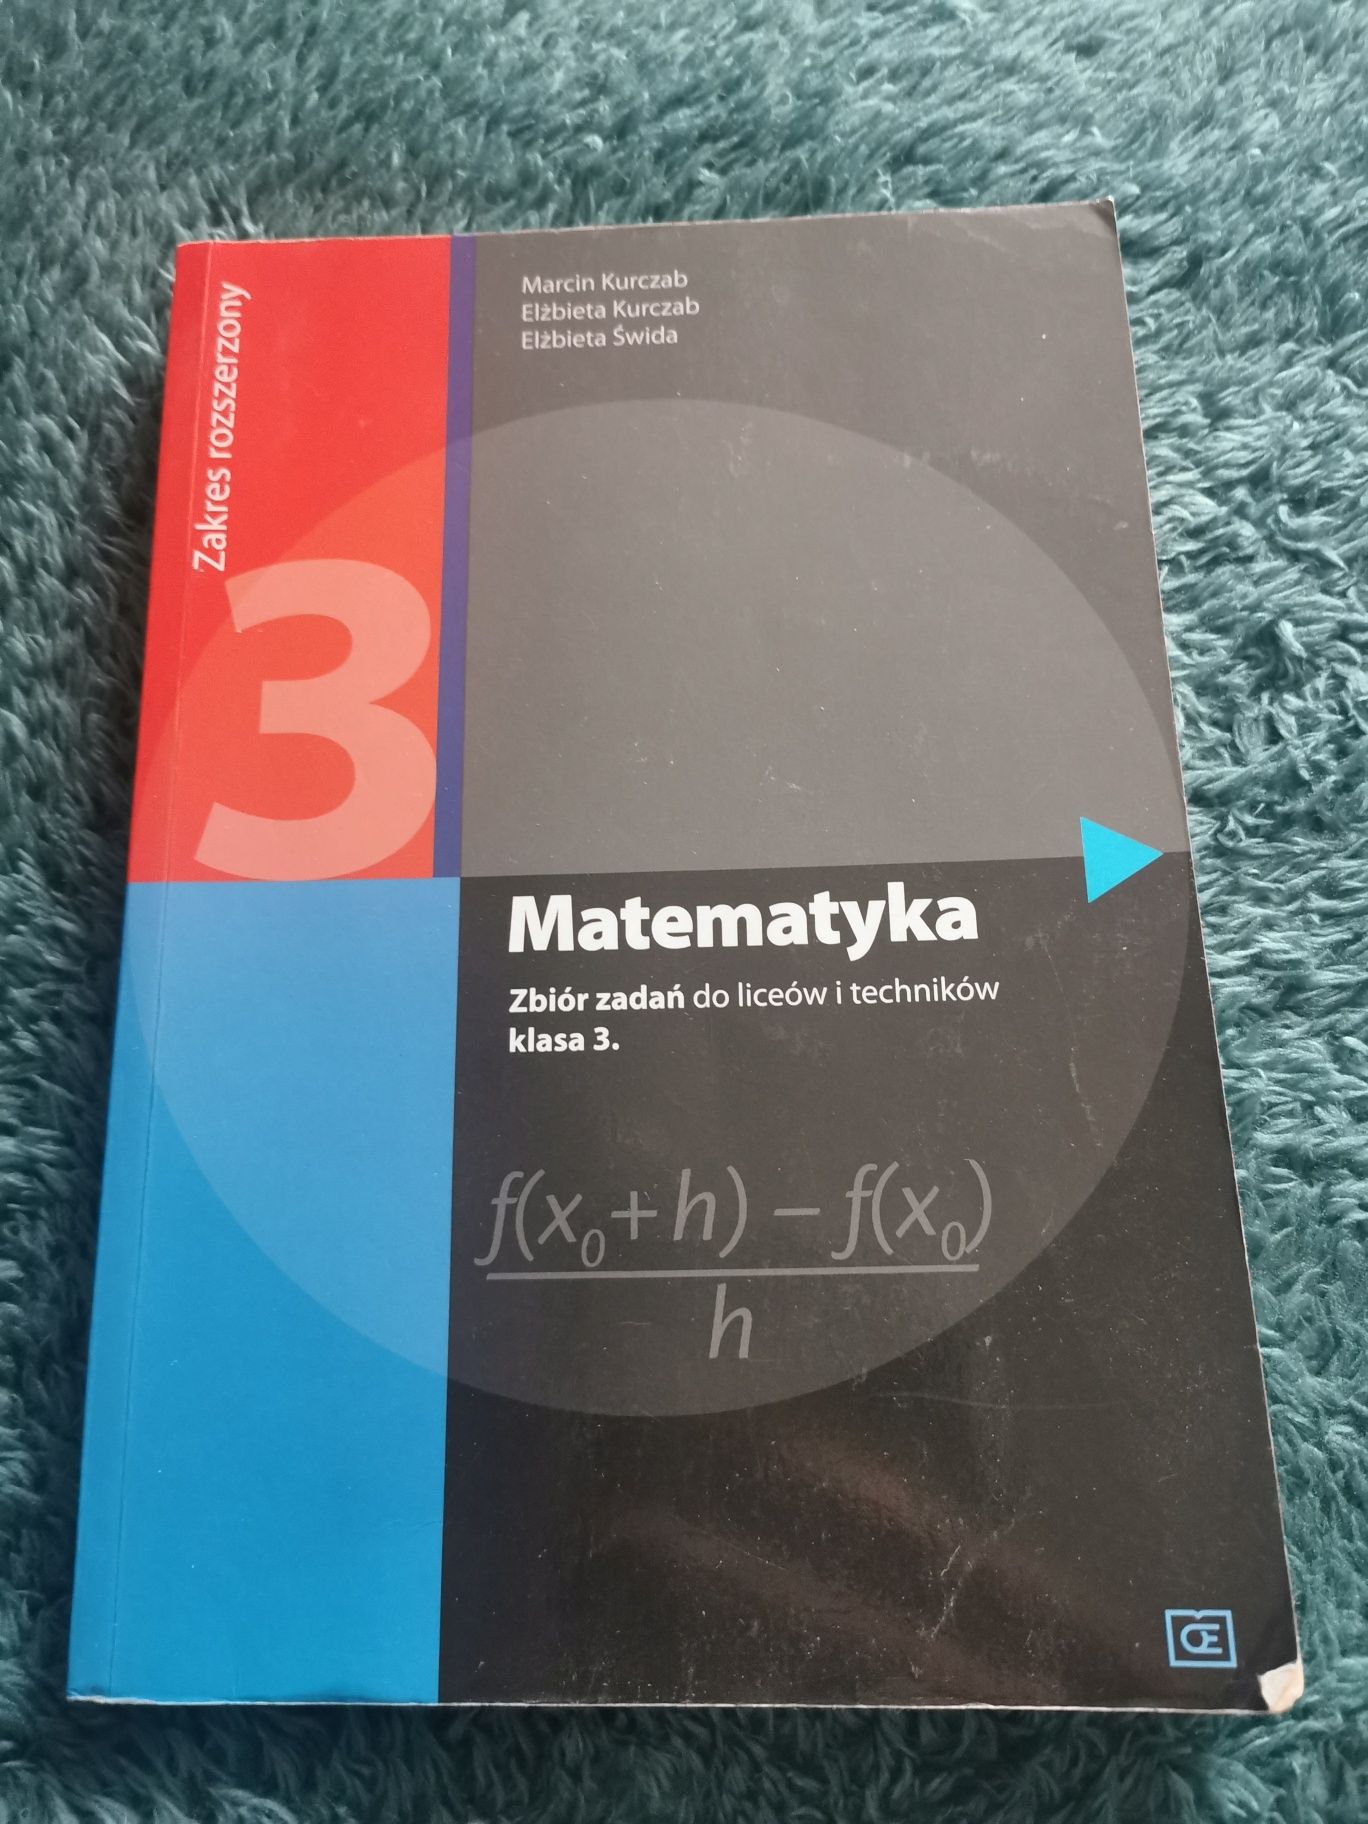 Marcin Kurczab
Elżbieta Kurczab
Elżbieta Świda
Zakres rozszerzony
3
Matematyka
Zbiór zadań do liceów i techników
klasa 3.
f(x₀+h) – f(x₀)
h
OE